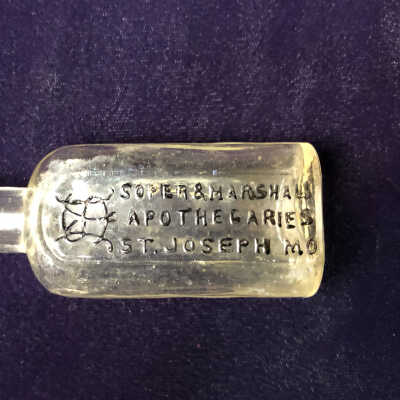 SOPER & MARSHALL
APOTHECARIES
ST. JOSEPH MO